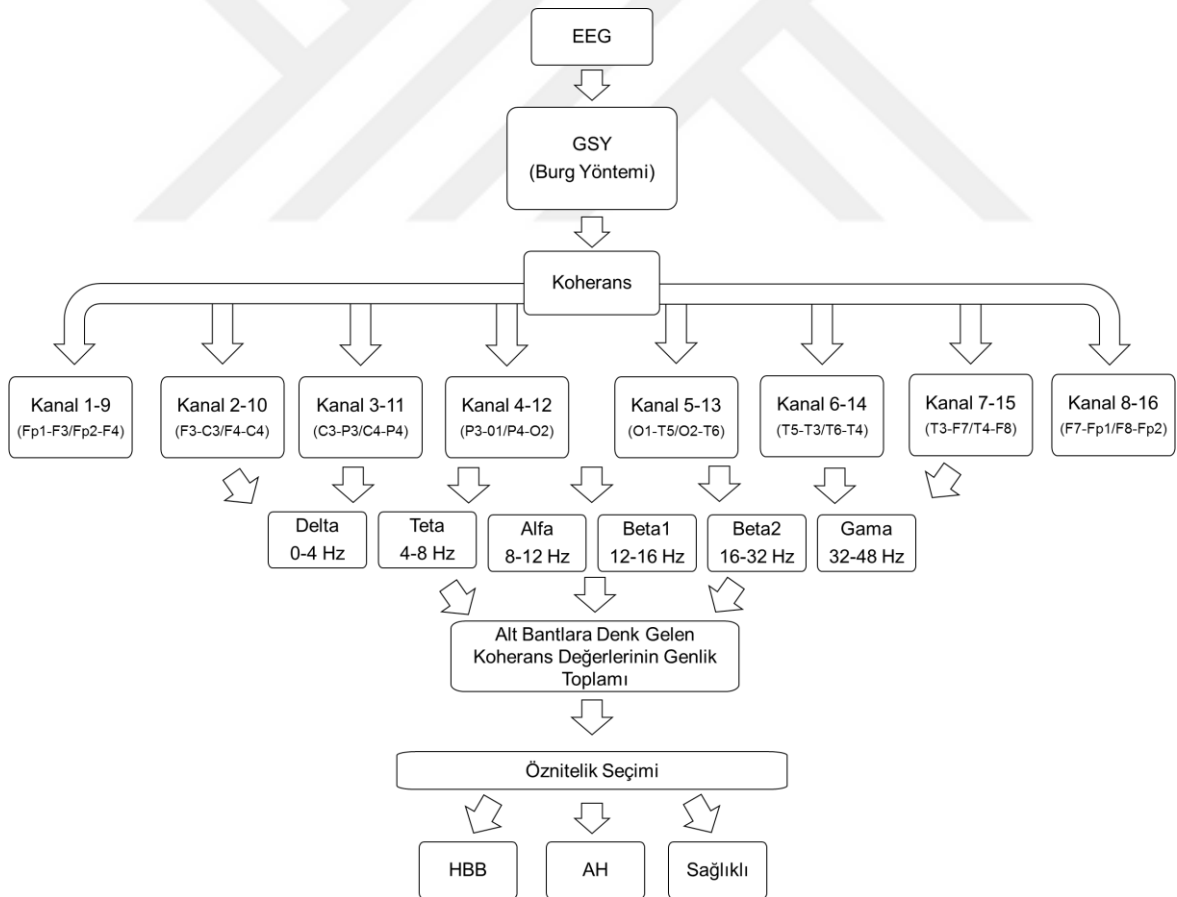 EEG
GSY
(Burg Yöntemi)
Koherans
Kanal 1-9
(Fp1-F3/Fp2-F4)
Kanal 2-10
(F3-C3/F4-C4)
Kanal 3-11
(C3-P3/C4-P4)
Kanal 4-12
(P3-01/P4-O2)
Kanal 5-13
(O1-T5/O2-T6)
Kanal 6-14
(T5-T3/T6-T4)
Kanal 7-15
(T3-F7/T4-F8)
Kanal 8-16
(F7-Fp1/F8-Fp2)
Delta
0-4 Hz
Teta
4-8 Hz
Alfa
8-12 Hz
Beta1
12-16 Hz
Beta2
16-32 Hz
Gama
32-48 Hz
Alt Bantlara Denk Gelen
Koherans Değerlerinin Genlik
Toplamı
Öznitelik Seçimi
HBB
AH
Sağlıklı